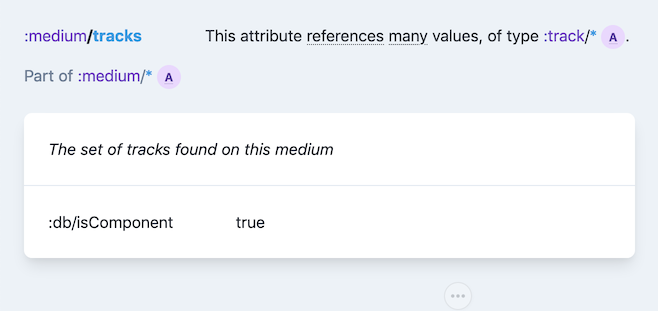 :medium/tracks This attribute references many values, of type :track/* A .
Part of :medium/* A
The set of tracks found on this medium
:db/isComponent true